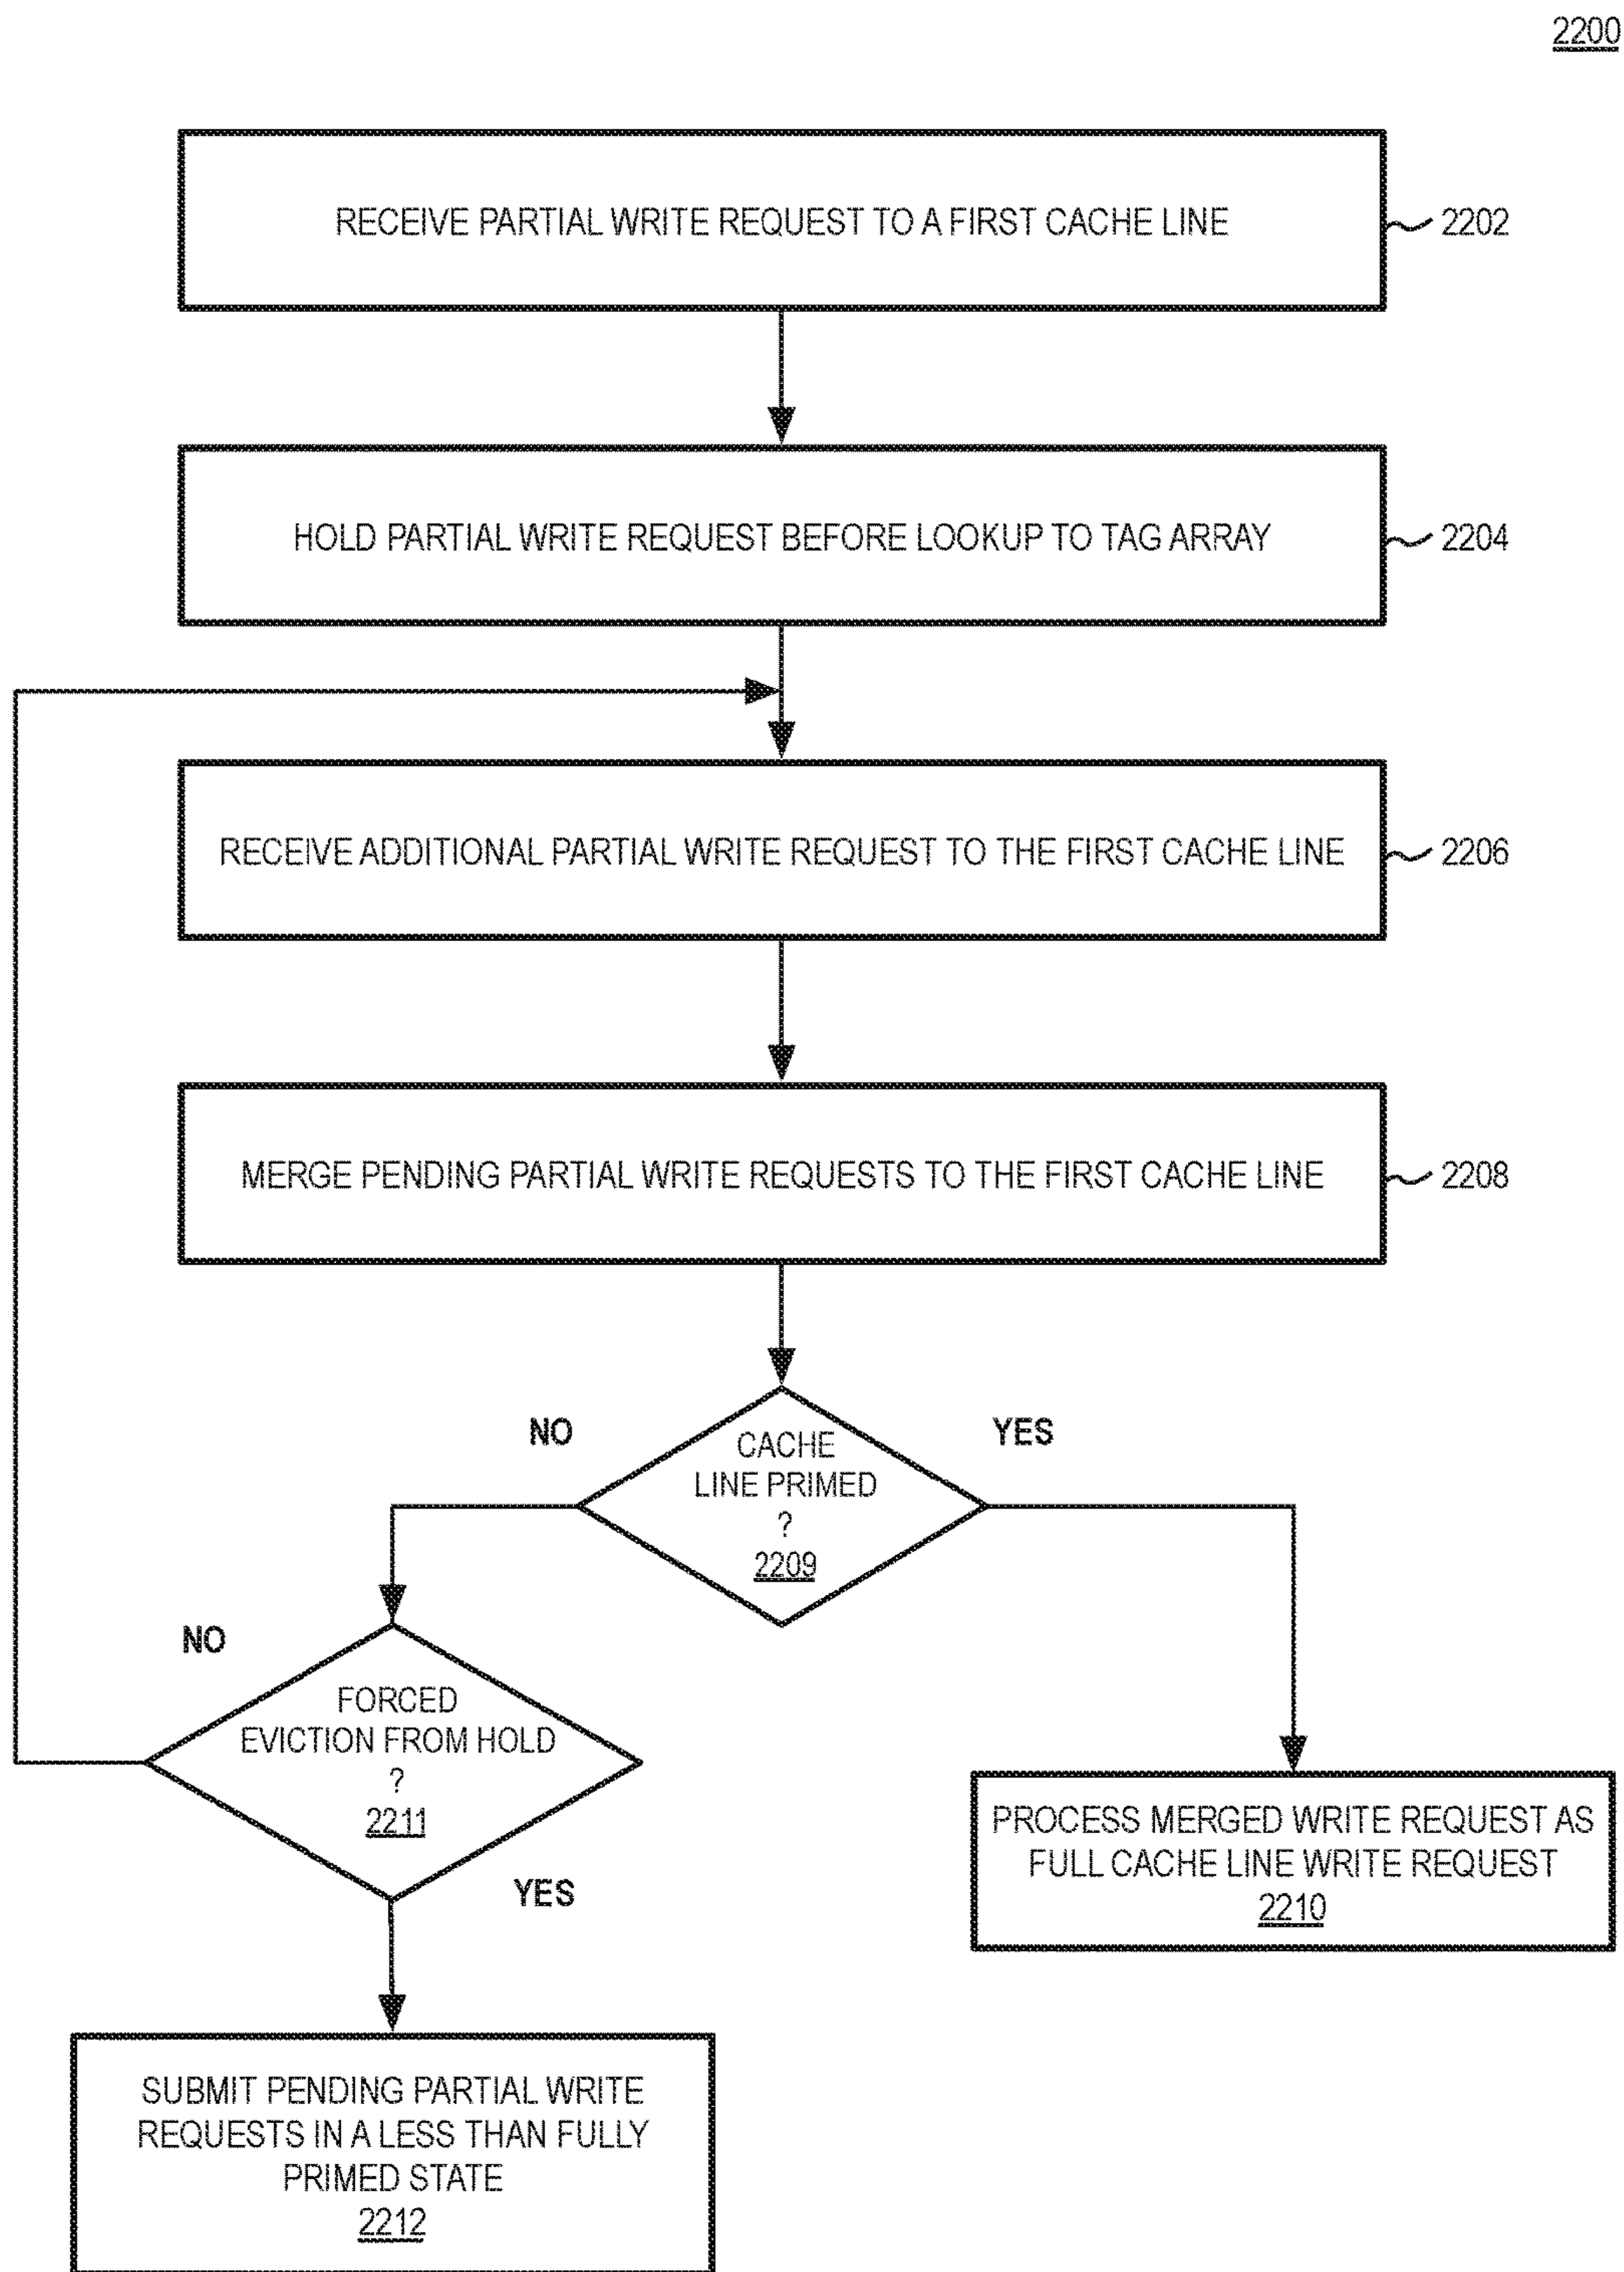 2200
RECEIVE PARTIAL WRITE REQUEST TO A FIRST CACHE LINE
2202
HOLD PARTIAL WRITE REQUEST BEFORE LOOKUP TO TAG ARRAY
2204
RECEIVE ADDITIONAL PARTIAL WRITE REQUEST TO THE FIRST CACHE LINE
2206
MERGE PENDING PARTIAL WRITE REQUESTS TO THE FIRST CACHE LINE
2208
NO
YES
CACHE
LINE PRIMED
?
2209
NO
FORCED
EVICTION FROM HOLD
?
2211
YES
PROCESS MERGED WRITE REQUEST AS
FULL CACHE LINE WRITE REQUEST
2210
SUBMIT PENDING PARTIAL WRITE
REQUESTS IN A LESS THAN FULLY
PRIMED STATE
2212